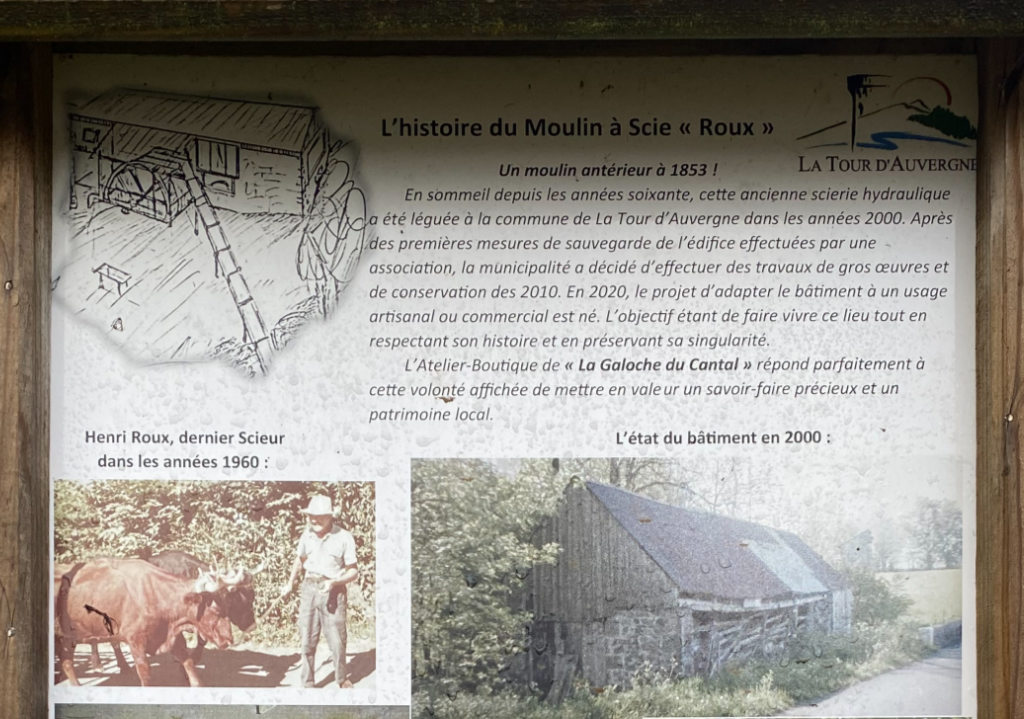 L'histoire du Moulin à Scie « Roux »
LA TOUR D'AUVERGNE
Un moulin antérieur à 1853 !
En sommeil depuis les années soixante, cette ancienne scierie hydraulique
a été léguée à la commune de La Tour d'Auvergne dans les années 2000. Après
des premières mesures de sauvegarde de l'édifice effectuées par une
association, la municipalité a décidé d'effectuer des travaux de gros œuvres et
de conservation des 2010. En 2020, le projet d'adapter le bâtiment à un usage
artisanal ou commercial est né. L'objectif étant de faire vivre ce lieu tout en
respectant son histoire et en préservant sa singularité.
L'Atelier-Boutique de « La Galoche du Cantal » répond parfaitement à
cette volonté affichée de mettre en valeur un savoir-faire précieux et un
patrimoine local.
Henri Roux, dernier Scieur
dans les années 1960 :
L'état du bâtiment en 2000 :